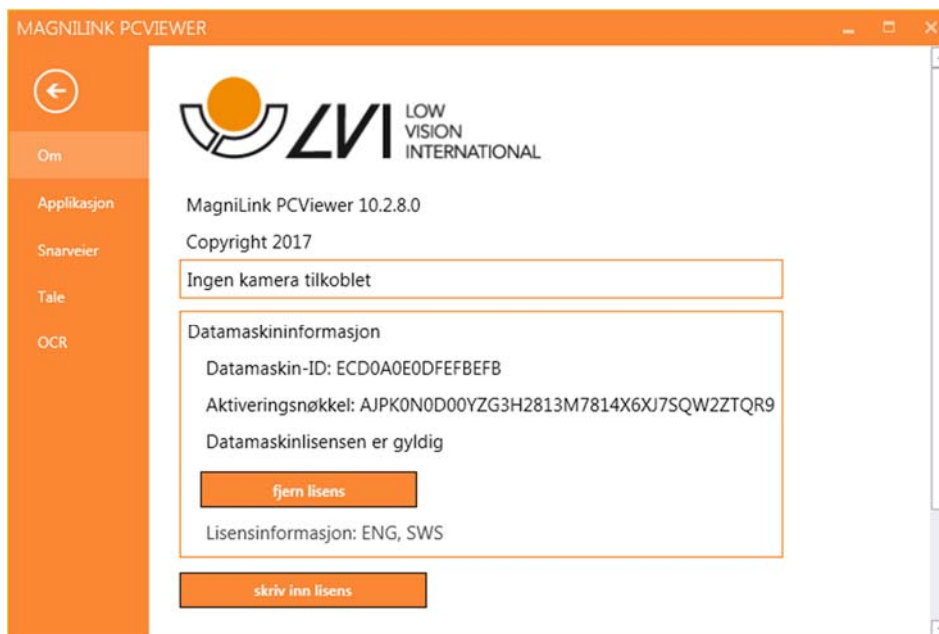 MAGNILINK PCVIEWER
Om
Applikasjon
Snarveier
Tale
OCR
LVI LOW
VISION
INTERNATIONAL
MagniLink PCViewer 10.2.8.0
Copyright 2017
Ingen kamera tilkoblet
Datamaskininformasjon
Datamaskin-ID: ECD0A0E0DFEFBEFB
Aktiveringsnøkkel: AJPK0N0D00YZG3H2813M7814X6XJ7SQW2ZTQR9
Datamaskinlisensen er gyldig
fjern lisens
Lisensinformasjon: ENG, SWS
skriv inn lisens